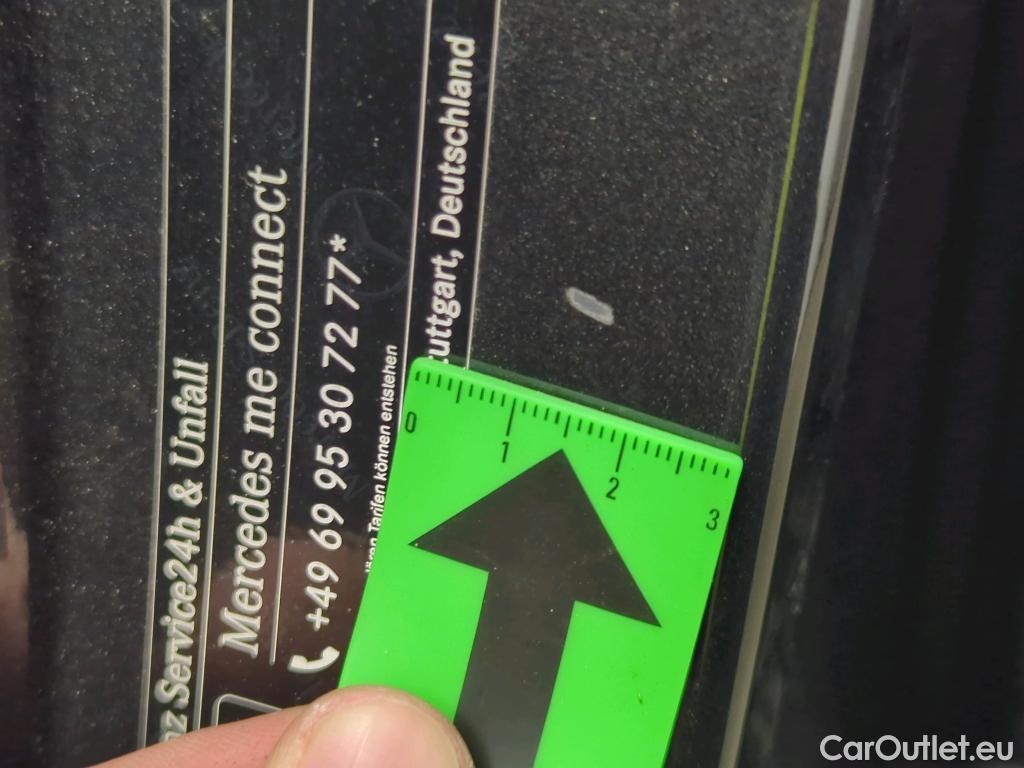 nz Service24h & Unfall
Mercedes me connect
+49 69 95 30 72 77*
Tarifen können entstehen
uttgart, Deutschland
0 1 2 3
CarOutlet.eu